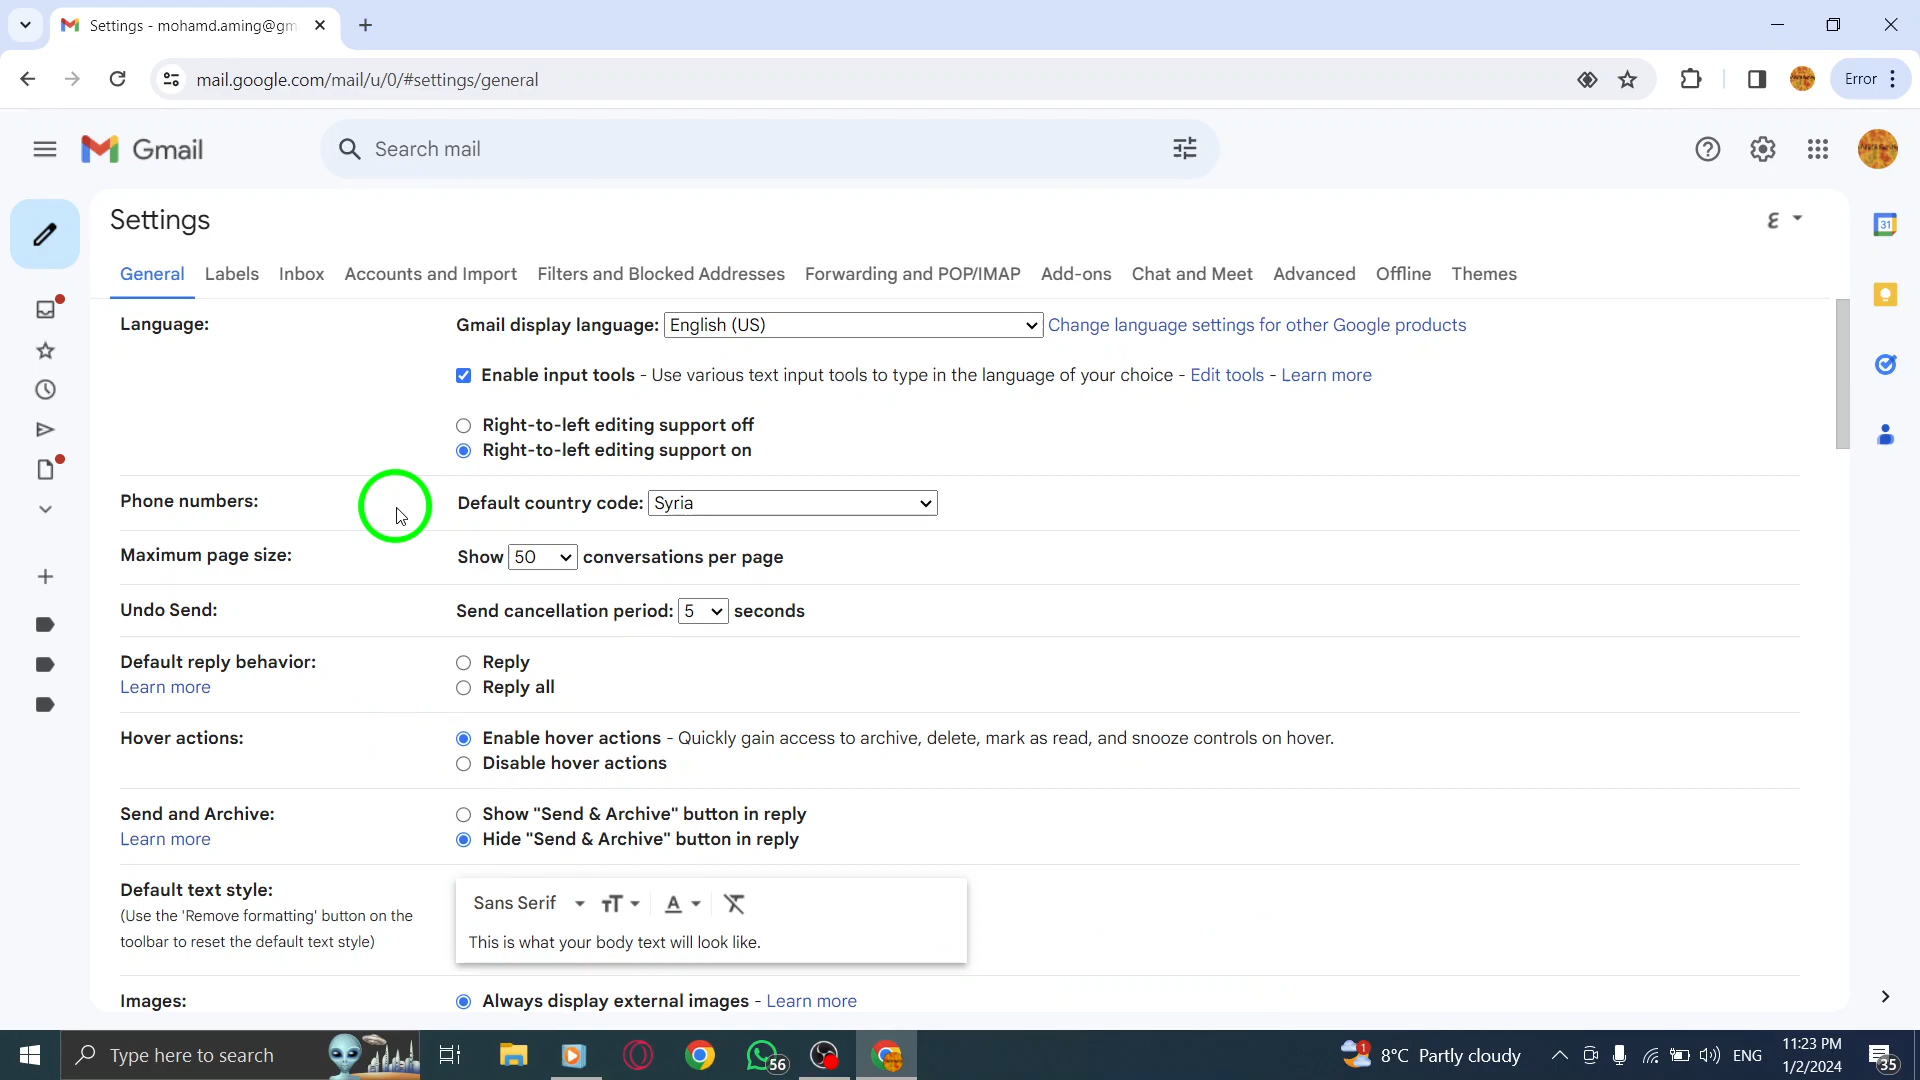 Settings - mohamd.aming@gm
mail.google.com/mail/u/0/#settings/general
Error
Gmail
Search mail
Settings
General Labels Inbox Accounts and Import Filters and Blocked Addresses Forwarding and POP/IMAP Add-ons Chat and Meet Advanced Offline Themes
31
Language:
Gmail display language: English (US) Change language settings for other Google products
Enable input tools - Use various text input tools to type in the language of your choice - Edit tools - Learn more
Right-to-left editing support off
Right-to-left editing support on
Phone numbers:
Default country code: Syria
Maximum page size:
Show 50 conversations per page
Undo Send:
Send cancellation period: 5 seconds
Default reply behavior:
Learn more
Reply
Reply all
Hover actions:
Enable hover actions - Quickly gain access to archive, delete, mark as read, and snooze controls on hover.
Disable hover actions
Send and Archive:
Learn more
Show "Send & Archive" button in reply
Hide "Send & Archive" button in reply
Default text style:
(Use the 'Remove formatting' button on the
toolbar to reset the default text style)
Sans Serif
This is what your body text will look like.
Images:
Always display external images - Learn more
Type here to search
56
1
8°C Partly cloudy
ENG
11:23 PM
1/2/2024
35